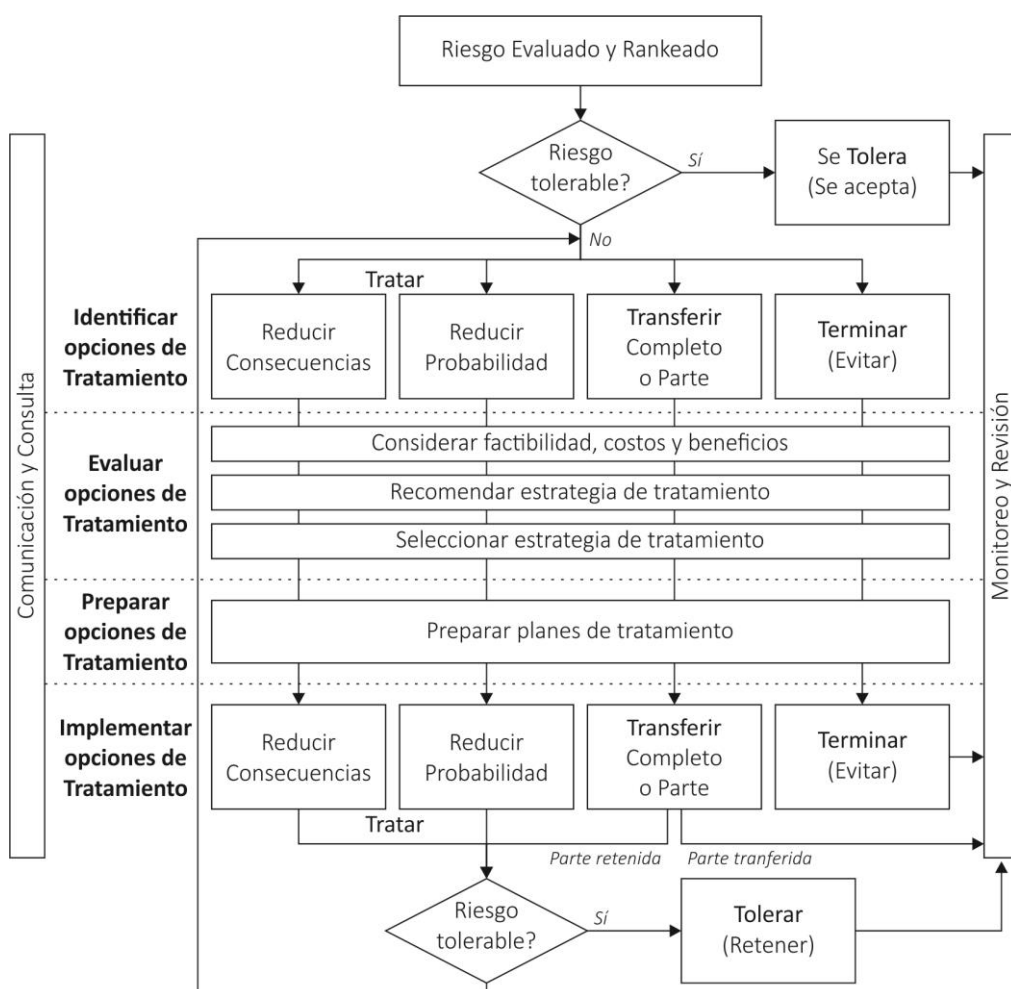 Riesgo Evaluado y Rankeado
Riesgo
tolerable?
Sí
Se Tolera
(Se acepta)
No
Tratar
Identificar
opciones de
Tratamiento
Reducir
Consecuencias
Reducir
Probabilidad
Transferir
Completo
o Parte
Terminar
(Evitar)
Comunicación y Consulta
Monitoreo y Revisión
Evaluar
opciones de
Tratamiento
Considerar factibilidad, costos y beneficios
Recomendar estrategia de tratamiento
Seleccionar estrategia de tratamiento
Preparar
opciones de
Tratamiento
Preparar planes de tratamiento
Implementar
opciones de
Tratamiento
Reducir
Consecuencias
Reducir
Probabilidad
Transferir
Completo
o Parte
Terminar
(Evitar)
Tratar
Parte retenida
Parte tranferida
Riesgo
tolerable?
Sí
Tolerar
(Retener)